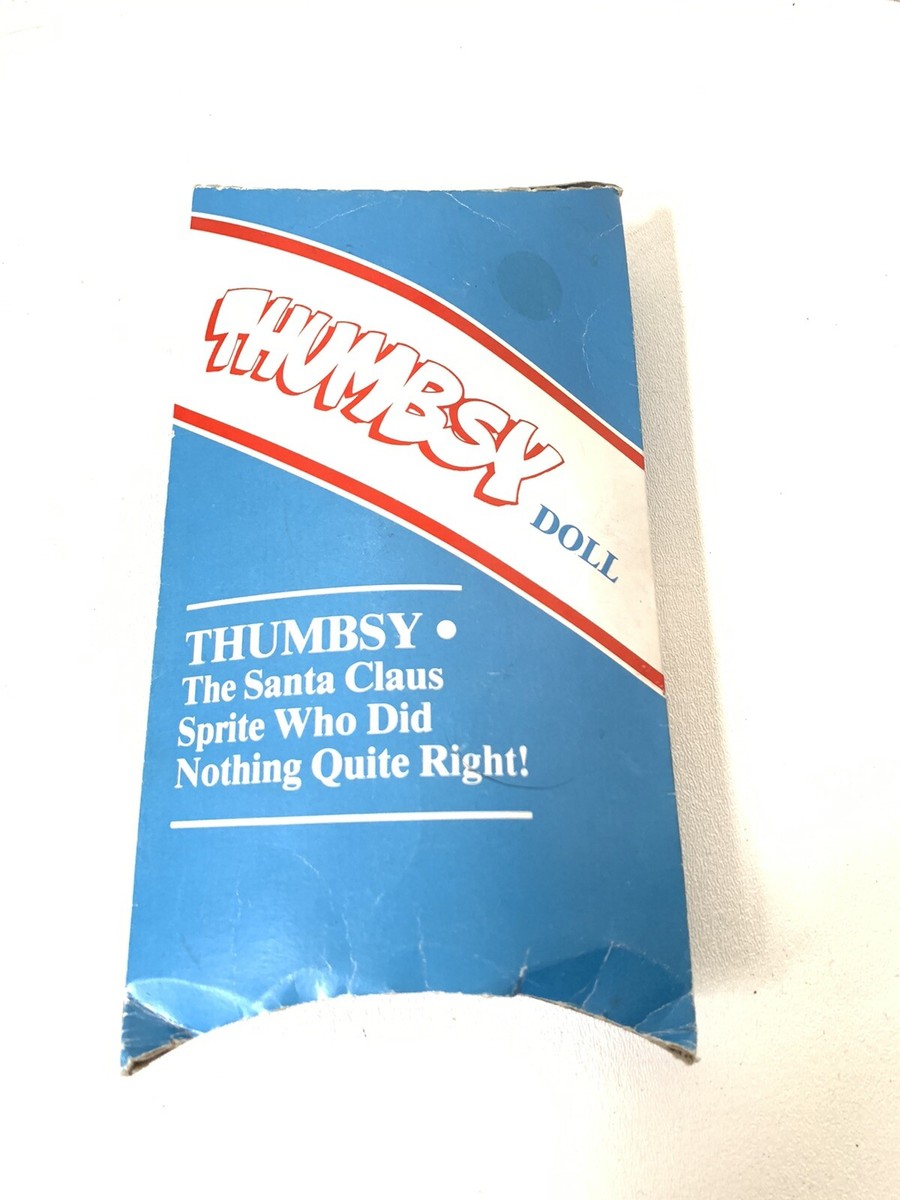 THUMBSY
DOLL
THUMBSY •
The Santa Claus
Sprite Who Did
Nothing Quite Right!